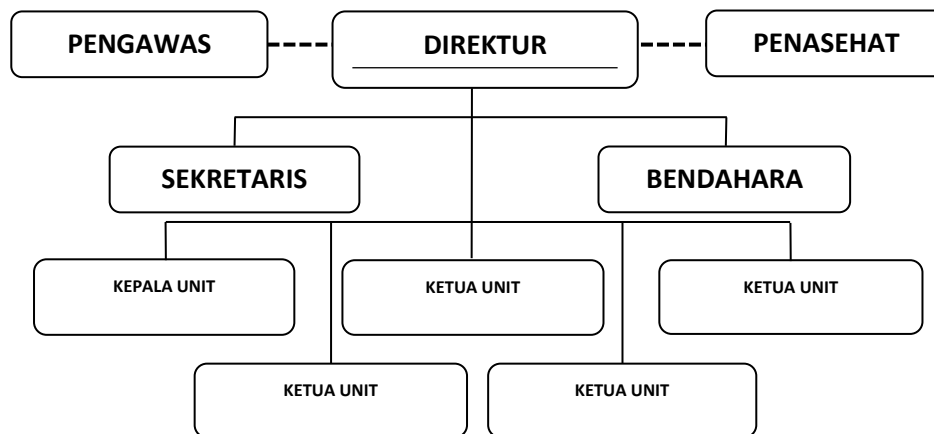 PENGAWAS
DIREKTUR
PENASEHAT
SEKRETARIS
BENDAHARA
KEPALA UNIT
KETUA UNIT
KETUA UNIT
KETUA UNIT
KETUA UNIT